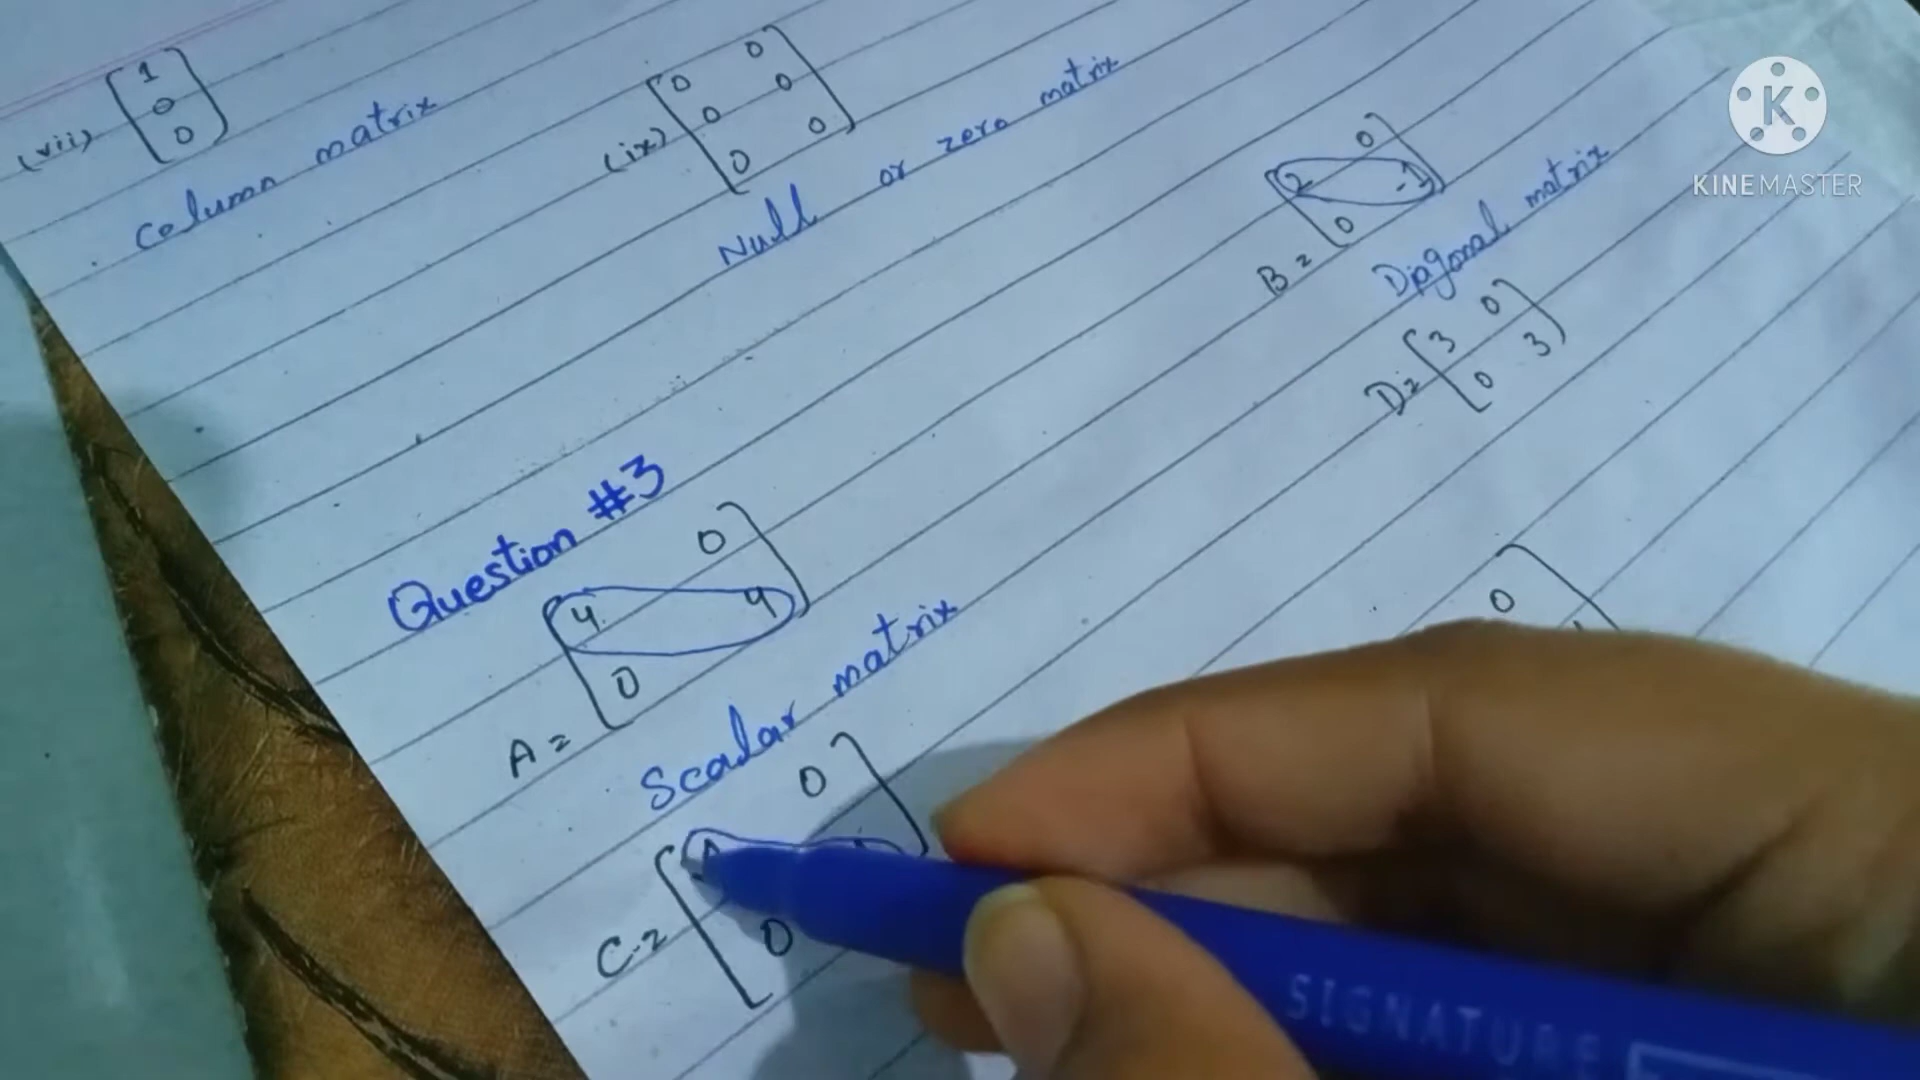 (vii) [1
0
0]
Column matrix
(ix) [0 0
0 0
0 0]
Null or zero matrix
B = [2 0
0 -1]
Diagonal matrix
D = [3 0
0 3]
Question #3
A = [4 0
0 4]
Scalar matrix
C = [
0
0
0
KINEMASTER
SIGNATURE